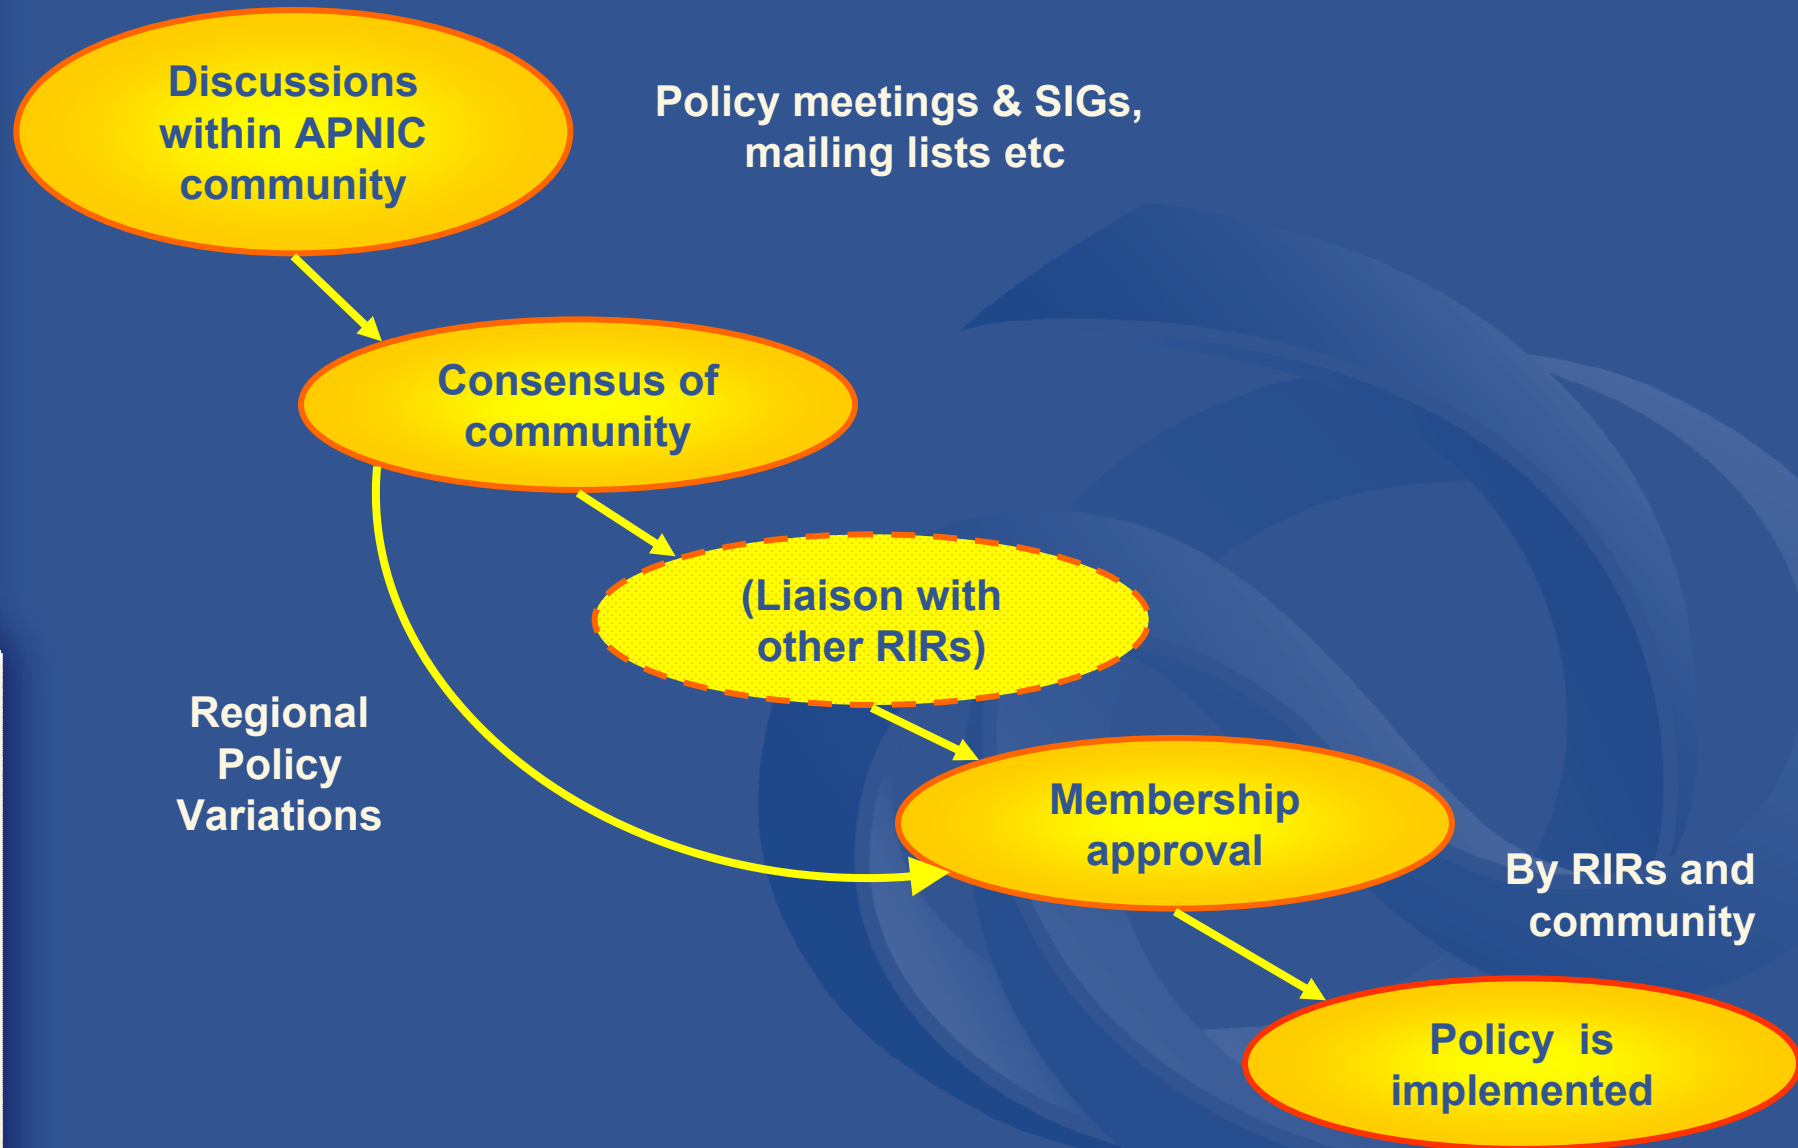 Discussions
within APNIC
community
Policy meetings & SIGs,
mailing lists etc
Consensus of
community
(Liaison with
other RIRs)
Regional
Policy
Variations
Membership
approval
By RIRs and
community
Policy is
implemented